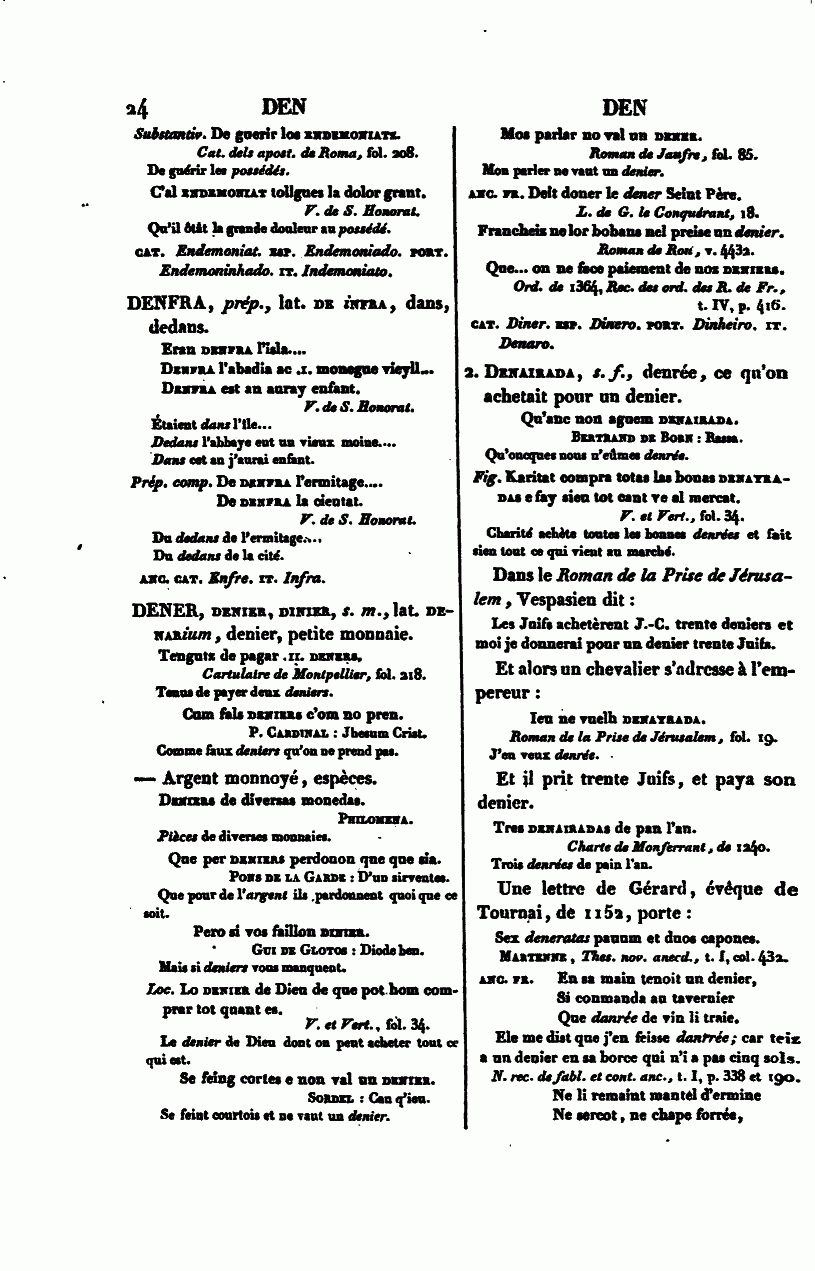 24 DEN
Substantiv. De guerir los ENDEMONIATZ.
Cat. dels apost. de Roma, fol. 208.
De guérir les possédés.
C'al ENDEMONIAT tollgues la dolor grant.
V. de S. Honorat.
Qu'il ôtât la grande douleur au possédé.
CAT. Endemoniat. ESP. Endemoniado. PORT.
Endemoninhado. IT. Indemoniato.
DENFRA, prép., lat. DE inFRA, dans,
dedans.
Eran DENFRA l'isla....
DENFRA l'abadia ac .I. monegue vieyll...
DENFRA est an auray enfant.
V. de S. Honorat.
Étaient dans l'île...
Dedans l'abbaye eut un vieux moine....
Dans cet an j'aurai enfant.
Prép. comp. De DENFRA l'ermitage....
De DENFRA la cieutat.
V. de S. Honorat.
Du dedans de l'ermitage....
Du dedans de la cité.
ANC. CAT. Enfre. IT. Infra.
DENER, DENIER, DINIER, s. m., lat. DE-
NARium, denier, petite monnaie.
Tenguts de pagar .II. DENERS.
Cartulaire de Montpellier, fol. 218.
Tenus de payer deux deniers.
Cum fals DENIERS c'om no pren.
P. CARDINAL : Jhesum Crist.
Comme faux deniers qu'on ne prend pas.
— Argent monnoyé, espèces.
DENIERS de diversas monedas.
PHILOMENA.
Pièces de diverses monnaies.
Que per DENIERS perdonon que que sia.
PONS DE LA GARDE : D'un sirventes.
Que pour de l'argent ils pardonnent quoi que ce
soit.
Pero si vos faillon DINIER.
GUI DE GLOTOS : Diode ben.
Mais si deniers vous manquent.
Loc. Lo DENIER de Dieu de que pot hom com-
prar tot quant es.
V. et Vert., fol. 34.
Le denier de Dieu dont on peut acheter tout ce
qui est.
Se feing cortes e non val un DENIER.
SORDEL : Can q'ieu.
Se feint courtois et ne vaut un denier.
DEN
Mos parlar no val un DENER.
Roman de Jaufre, fol. 85.
Mon parler ne vaut un denier.
ANC. FR. Deit doner le dener Seint Père.
L. de G. le Conquérant, 18.
Francheiz ne lor bobans nel preise un denier.
Roman de Rou, v. 4432.
Que... on ne face paiement de noz DENIERS.
Ord. de 1364, Rec. des ord. des R. de Fr.,
t. IV, p. 416.
CAT. Diner. ESP. Dinero. PORT. Dinheiro. IT.
Denaro.
2. DENAIRADA, s. f., denrée, ce qu'on
achetait pour un denier.
Qu'anc non aguem DENAIRADA.
BERTRAND DE BORN : Rassa.
Qu'oncques nous n'eûmes denrée.
Fig. Karitat compra totas las bonas DENAYRA-
DAS e fay sieu tot cant ve al mercat.
V. et Vert., fol. 34.
Charité achète toutes les bonnes denrées et fait
sien tout ce qui vient au marché.
Dans le Roman de la Prise de Jérusa-
lem, Vespasien dit :
Les Juifs achetèrent J.-C. trente deniers et
moi je donnerai pour un denier trente Juifs.
Et alors un chevalier s'adresse à l'em-
pereur :
Ieu ne vuelh DENAYRADA.
Roman de la Prise de Jérusalem, fol. 19.
J'en veux denrée.
Et il prit trente Juifs, et paya son
denier.
Tres DENAIRADAS de pan l'an.
Charte de Monferrant, de 1240.
Trois denrées de pain l'an.
Une lettre de Gérard, évêque de
Tournai, de 1152, porte :
Sex deneratas panum et duos capones.
MARTENNE, Thes. nov. anecd., t. I, col. 432.
ANC. FR. En sa main tenoit un denier,
Si conmanda au tavernier
Que danrée de vin li traie.
Ele me dist que j'en feisse danrrée; car teix
a un denier en sa borce qui n'i a pas cinq sols.
N. rec. de fabl. et cont. anc., t. I, p. 338 et 190.
Ne li remaint mantel d'ermine
Ne sercot, ne chape forrée,